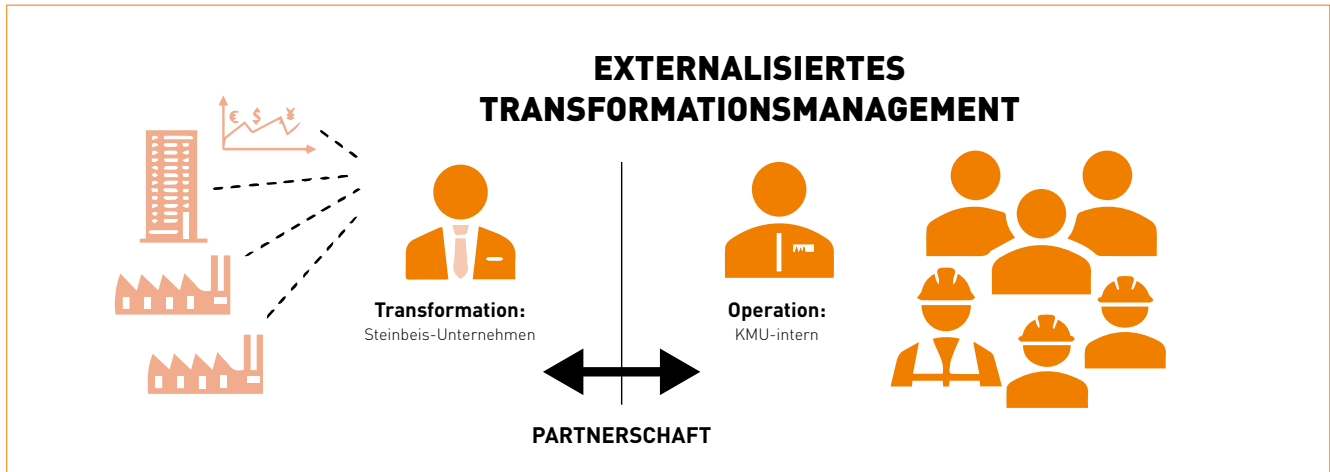 EXTERNALISIERTES
TRANSFORMATIONSMANAGEMENT
€ $ ¥
Transformation:
Steinbeis-Unternehmen
Operation:
KMU-intern
PARTNERSCHAFT